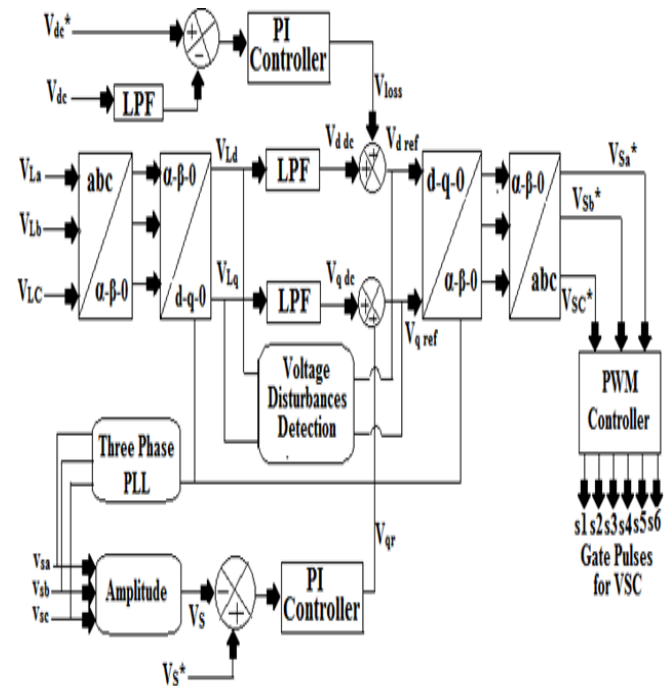 Vdc*
PI
Controller
Vdc
LPF
Vloss
VLa
VLb
VLC
abc
α-β-0
α-β-0
d-q-0
VLd
VLq
LPF
LPF
Vd dc
Vq dc
Vd ref
Vq ref
d-q-0
α-β-0
α-β-0
abc
VSa*
VSb*
VSC*
Voltage
Disturbances
Detection
PWM
Controller
s1 s2 s3 s4 s5 s6
Gate Pulses
for VSC
Three Phase
PLL
vsa
vsb
vsc
Amplitude
VS
VS*
PI
Controller
Vqr